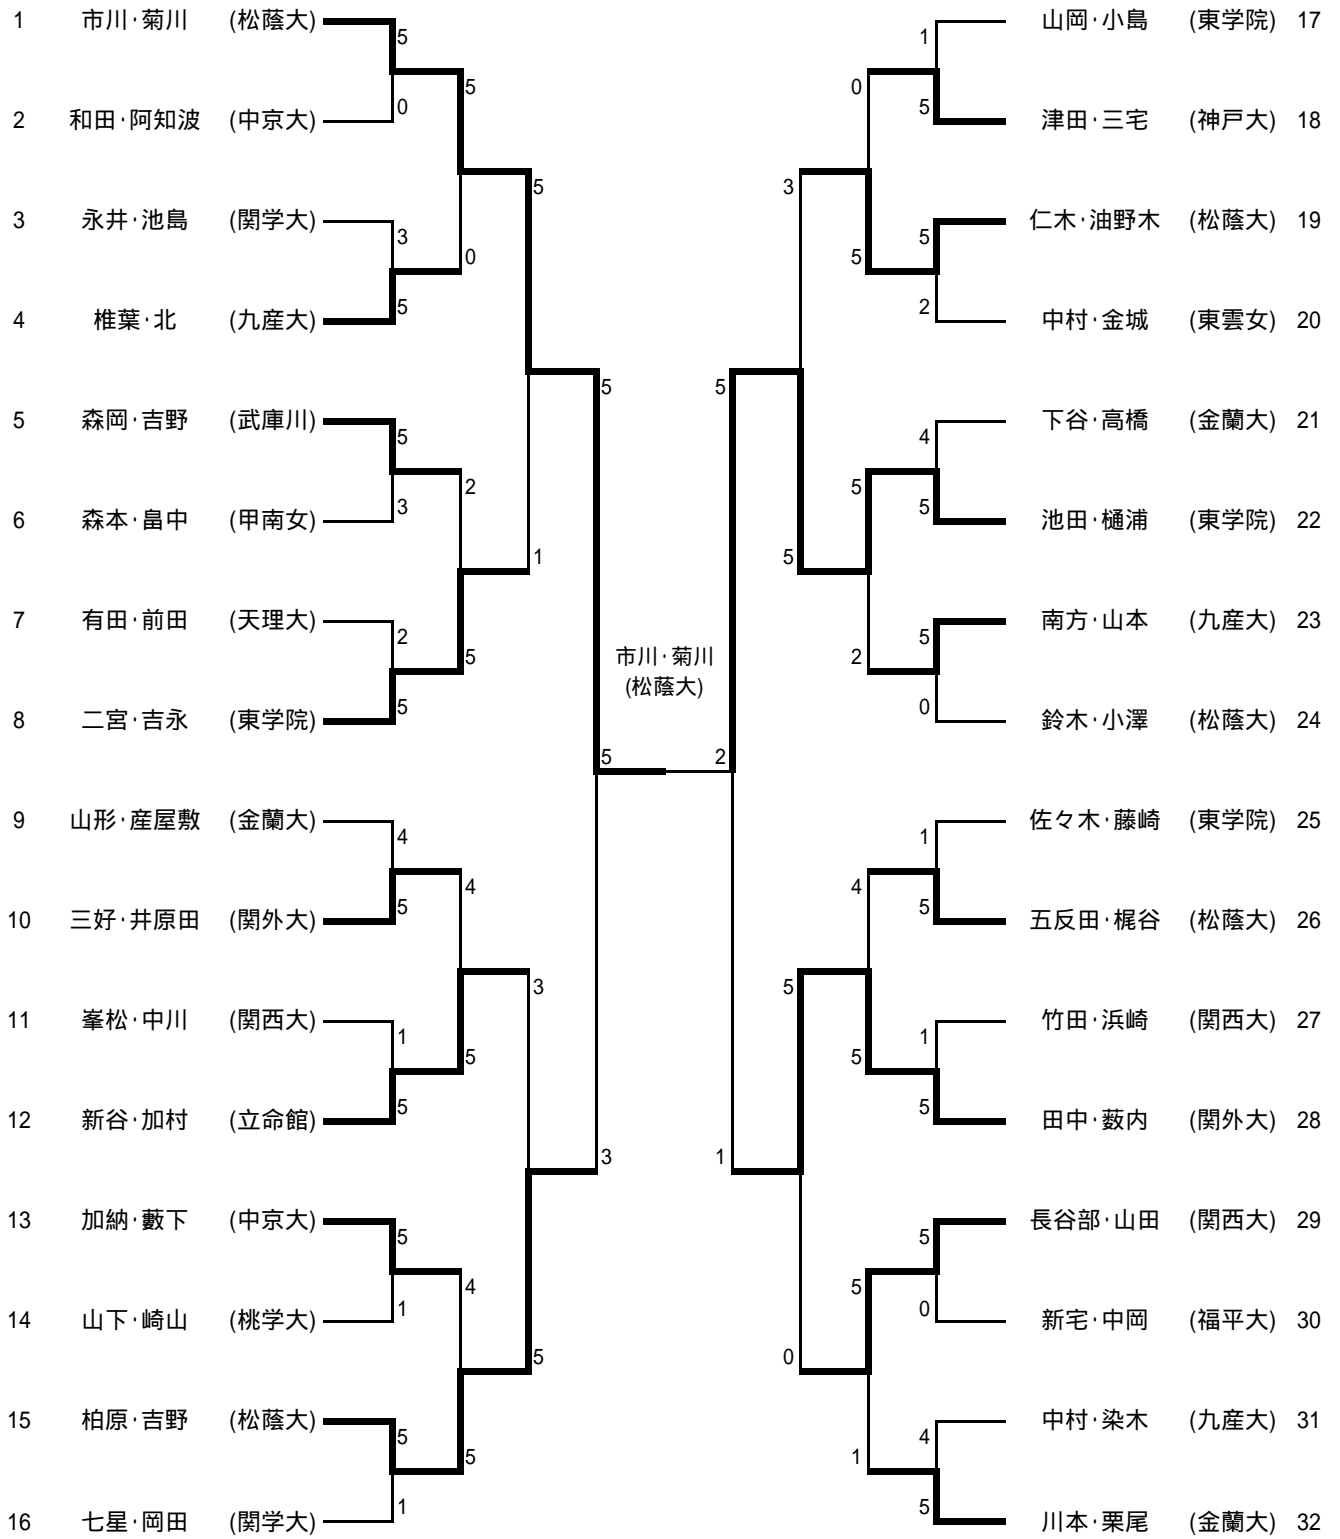 1 市川･菊川 (松蔭大)
5
0
2 和田･阿知波 (中京大)
5
3 永井･池島 (関学大)
3
5
4 椎葉･北 (九産大)
0
5
5 森岡･吉野 (武庫川)
5
3
6 森本･畠中 (甲南女)
2
7 有田･前田 (天理大)
2
5
8 二宮･吉永 (東学院)
5
1
5
9 山形･産屋敷 (金蘭大)
4
5
10 三好･井原田 (関外大)
4
11 峯松･中川 (関西大)
1
5
12 新谷･加村 (立命館)
5
3
13 加納･藪下 (中京大)
5
1
14 山下･崎山 (桃学大)
4
15 柏原･吉野 (松蔭大)
5
1
16 七星･岡田 (関学大)
5
5
3
市川･菊川
(松蔭大)
5
2
山岡･小島 (東学院) 17
1
5
津田･三宅 (神戸大) 18
0
仁木･油野木 (松蔭大) 19
5
2
中村･金城 (東雲女) 20
5
3
下谷･高橋 (金蘭大) 21
4
5
池田･樋浦 (東学院) 22
5
南方･山本 (九産大) 23
5
0
鈴木･小澤 (松蔭大) 24
2
5
5
佐々木･藤崎 (東学院) 25
1
5
五反田･梶谷 (松蔭大) 26
4
竹田･浜崎 (関西大) 27
1
5
田中･薮内 (関外大) 28
5
5
長谷部･山田 (関西大) 29
5
0
新宅･中岡 (福平大) 30
5
中村･染木 (九産大) 31
4
5
川本･栗尾 (金蘭大) 32
1
0
1